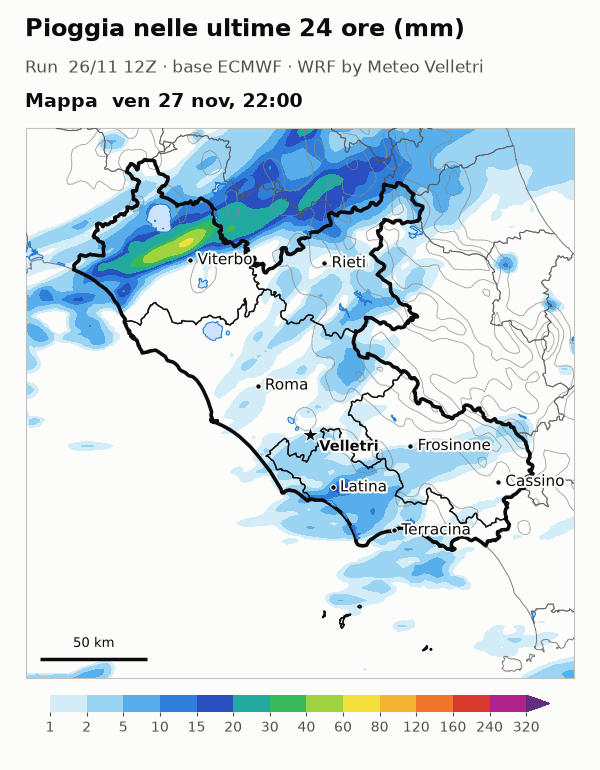 Pioggia nelle ultime 24 ore (mm)
Run  26/11 12Z · base ECMWF · WRF by Meteo Velletri
Mappa  ven 27 nov, 22:00
Viterbo
Rieti
Roma
Velletri
Frosinone
Latina
Cassino
Terracina
50 km
1 2 5 10 15 20 30 40 60 80 120 160 240 320